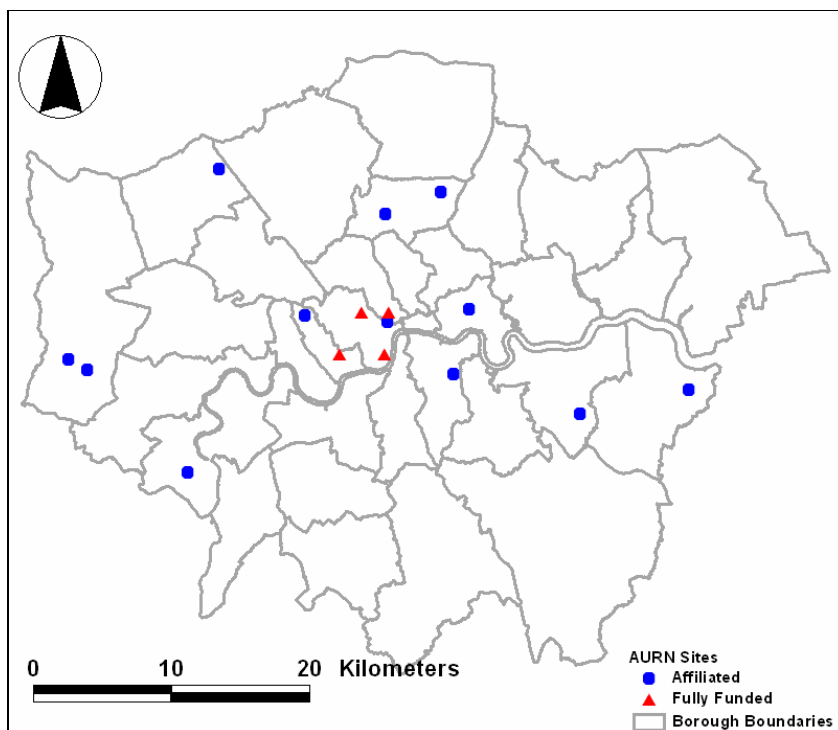 0 10 20 Kilometers
AURN Sites
Affiliated
Fully Funded
Borough Boundaries